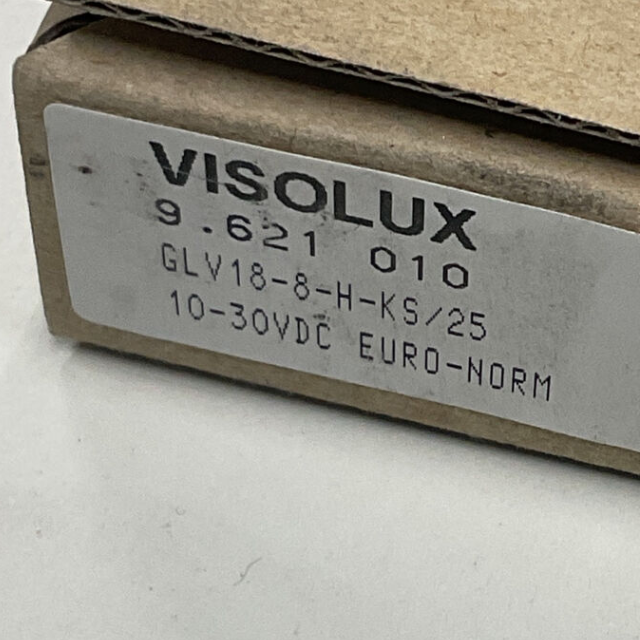 VISOLUX
9.621 010
GLV18-8-H-KS/25
10-30VDC EURO-NORM